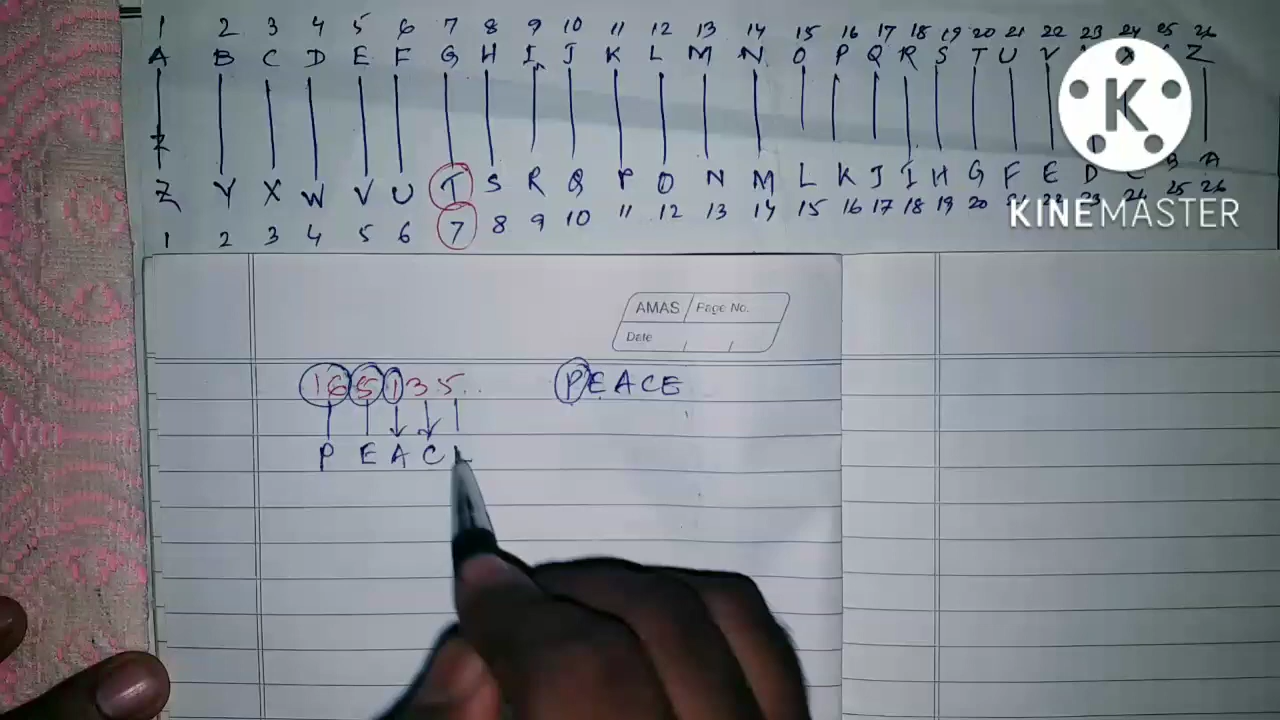 1 2 3 4 5 6 7 8 9 10 11 12 13 14 15 16 17 18 19 20 21 22 23 24 25 26
A B C D E F G H I J K L M N O P Q R S T U V Z
K
Z Y X W V U T S R Q P O N M L K J I H G F E D C B A
1 2 3 4 5 6 7 8 9 10 11 12 13 14 15 16 17 18 19 20 24 25 26
KINEMASTER
AMAS Page No.
Date
16 5 1 3 5.. PEACE
P E A C